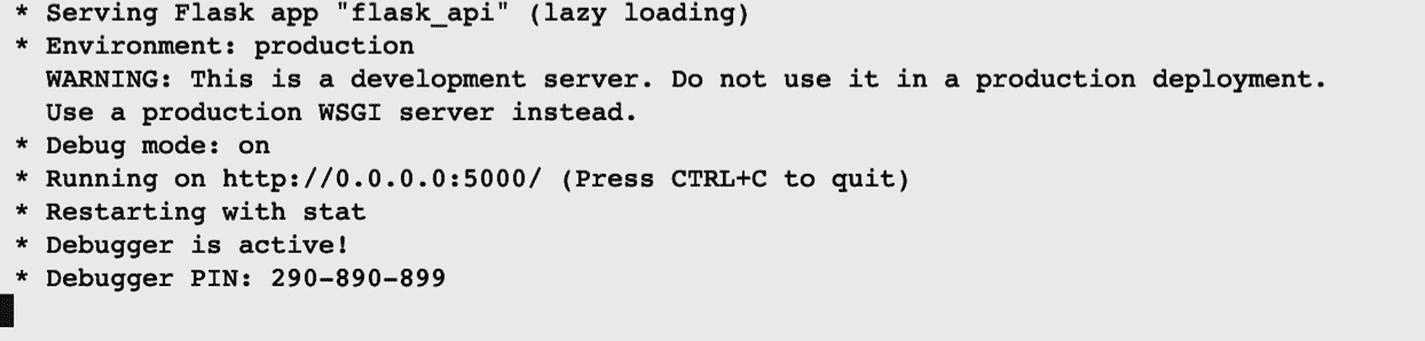 * Serving Flask app "flask_api" (lazy loading)
* Environment: production
WARNING: This is a development server. Do not use it in a production deployment.
Use a production WSGI server instead.
* Debug mode: on
* Running on http://0.0.0.0:5000/ (Press CTRL+C to quit)
* Restarting with stat
* Debugger is active!
* Debugger PIN: 290-890-899